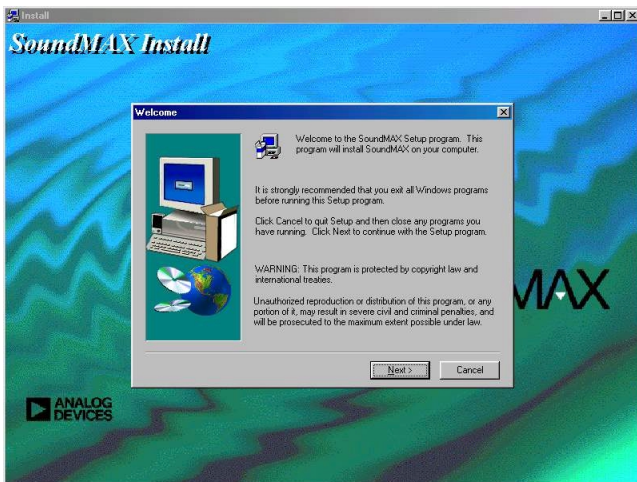 Install
SoundMAX Install
Welcome
Welcome to the SoundMAX Setup program. This
program will install SoundMAX on your computer.
It is strongly recommended that you exit all Windows programs
before running this Setup program.
Click Cancel to quit Setup and then close any programs you
have running. Click Next to continue with the Setup program.
WARNING: This program is protected by copyright law and
international treaties.
Unauthorized reproduction or distribution of this program, or any
portion of it, may result in severe civil and criminal penalties, and
will be prosecuted to the maximum extent possible under law.
MAX
Next >
Cancel
ANALOG
DEVICES